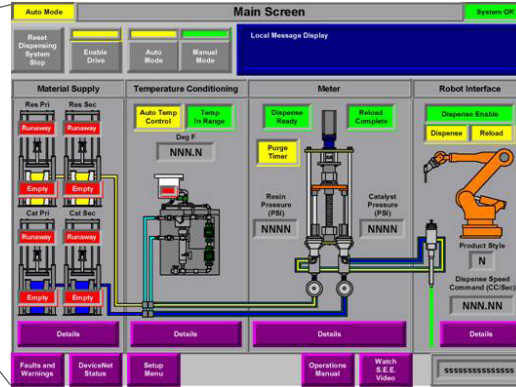 Auto Mode
Main Screen
System OK
Reset
Dispensing
System
Stop
Enable
Drive
Auto
Mode
Manual
Mode
Local Message Display
Material Supply
Temperature Conditioning
Meter
Robot Interface
Res Pri
Res Sec
Runaway
Runaway
Empty
Empty
Cat Pri
Cat Sec
Runaway
Runaway
Empty
Empty
Auto Temp
Control
Temp
In Range
Deg F
NNN.N
Dispense
Ready
Reload
Complete
Purge
Timer
Resin
Pressure
(PSI)
NNNN
Catalyst
Pressure
(PSI)
NNNN
Dispense Enable
Dispense
Reload
Product Style
N
Dispense Speed
Command (CC/Sec)
NNN.NN
Details
Details
Details
Details
Faults and
Warnings
DeviceNet
Status
Setup
Menu
Operations
Manual
Watch
S.E.E.
Video